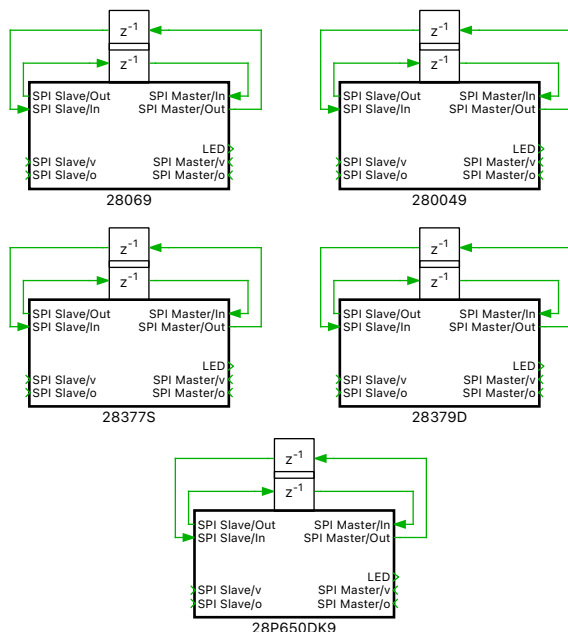 z-1
z-1
SPI Slave/Out SPI Master/In
SPI Slave/In SPI Master/Out
LED
SPI Slave/v SPI Master/v
SPI Slave/o SPI Master/o
28069
z-1
z-1
SPI Slave/Out SPI Master/In
SPI Slave/In SPI Master/Out
LED
SPI Slave/v SPI Master/v
SPI Slave/o SPI Master/o
280049
z-1
z-1
SPI Slave/Out SPI Master/In
SPI Slave/In SPI Master/Out
LED
SPI Slave/v SPI Master/v
SPI Slave/o SPI Master/o
28377S
z-1
z-1
SPI Slave/Out SPI Master/In
SPI Slave/In SPI Master/Out
LED
SPI Slave/v SPI Master/v
SPI Slave/o SPI Master/o
28379D
z-1
z-1
SPI Slave/Out SPI Master/In
SPI Slave/In SPI Master/Out
LED
SPI Slave/v SPI Master/v
SPI Slave/o SPI Master/o
28P650DK9